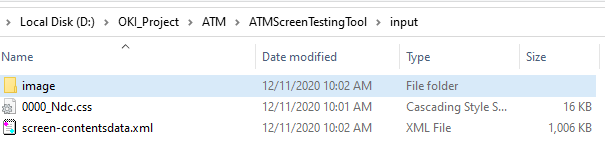 Local Disk (D:) > OKI_Project > ATM > ATMScreenTestingTool > input
Name Date modified Type Size
image 12/11/2020 10:02 AM File folder
0000_Ndc.css 12/11/2020 10:01 AM Cascading Style S... 16 KB
screen-contentsdata.xml 12/11/2020 10:02 AM XML File 1,006 KB